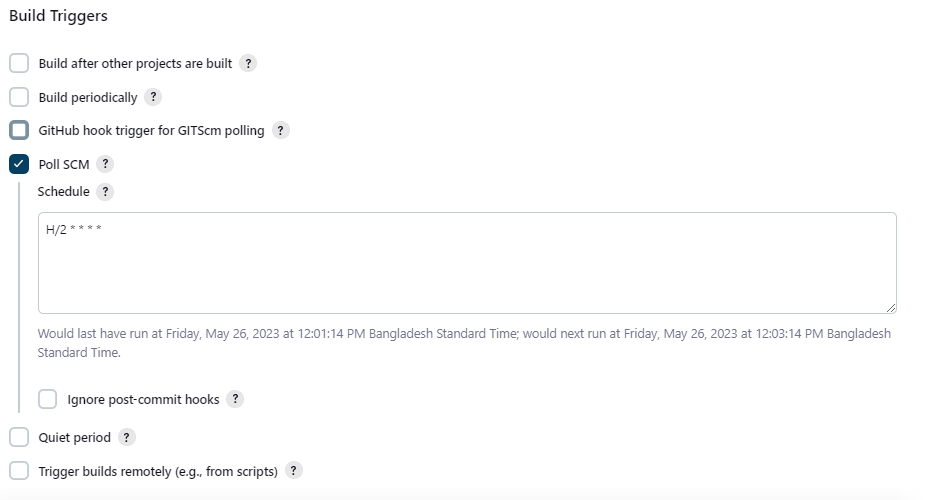 Build Triggers
Build after other projects are built ?
Build periodically ?
GitHub hook trigger for GITScm polling ?
Poll SCM ?
Schedule ?
H/2 * * * *
Would last have run at Friday, May 26, 2023 at 12:01:14 PM Bangladesh Standard Time; would next run at Friday, May 26, 2023 at 12:03:14 PM Bangladesh
Standard Time.
Ignore post-commit hooks ?
Quiet period ?
Trigger builds remotely (e.g., from scripts) ?